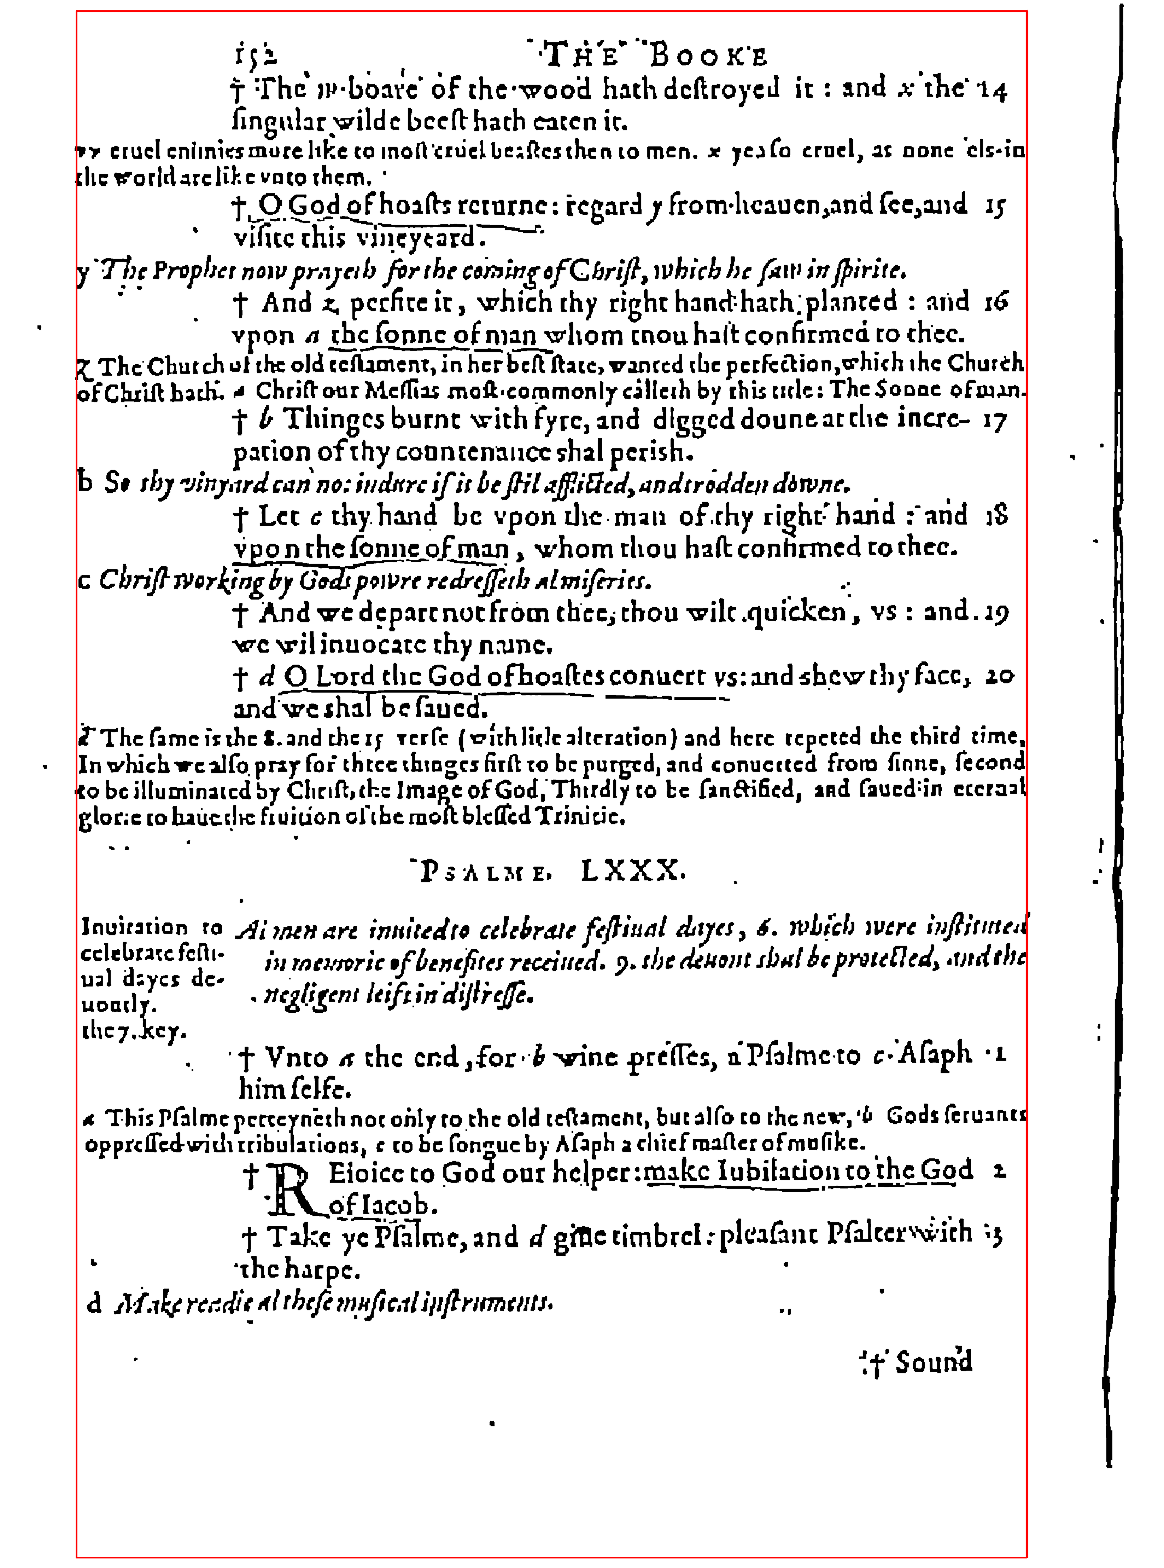 152 THE BOOKE
† The w boare of the wood hath deſtroyed it : and x the 14
ſingular wilde beeſt hath eaten it.
w cruel enimies more like to moſt cruel beaſtes then to men. x yea ſo cruel, as none els in
the world are like vnto them.
† O God of hoaſts returne : regard y from heauen, and ſee, and 15
viſite this vineyeard.
y The Prophet now prayeth for the coming of Chriſt, which he ſaw in ſpirite.
† And z perfite it, which thy right hand hath planted : and 16
vpon a the ſonne of man whom thou haſt confirmed to thee.
z The Church of the old teſtament, in her beſt ſtate, wanted the perfection, which the Church
of Chriſt hath. a Chriſt our Meſſias moſt commonly calleth by this title : The Sonne of man.
† b Thinges burnt with fyre, and digged doune at the incre- 17
pation of thy countenance shal perish.
b So thy vinyard can not indure if it be ſtil afflicted, and trodden downe.
† Let c thy hand be vpon the man of thy right hand : and 18
vpon the ſonne of man, whom thou haſt confirmed to thee.
c Chriſt working by Gods powre redreſſeth al miſeries.
† And we depart not from thee, thou wilt quicken, vs : and 19
we wil inuocate thy name.
† d O Lord the God of hoaſtes conuert vs : and shew thy face, 20
and we shal be ſaued.
d The ſame is the 8. and the 15 verſe (with litle alteration) and here repeted the third time,
In which we alſo pray for three thinges firſt to be purged, and conuerted from ſinne, ſecond
to be illuminated by Chriſt, the Image of God, Thirdly to be ſanctified, and ſaued in eternal
glorie to haue the fruition of the moſt bleſſed Trinitie.
PSALME. LXXX.
Inuitation to
celebrate feſti-
ual dayes de-
uoutly.
the 7. key.
Al men are inuited to celebrate feſtiual dayes, 6. which were inſtituted
in memorie of benefites receiued. 9. the deuout shal be protected, and the
negligent left in diſtreſſe.
† Vnto a the end, for b wine preſſes, a Pſalme to c Aſaph 1
him ſelfe.
a This Pſalme perteyneth not only to the old teſtament, but alſo to the new, b Gods ſeruants
oppreſſed with tribulations, c to be ſongue by Aſaph a chief maſter of muſike.
† REioice to God our helper : make Iubilation to the God 2
of Iacob.
† Take ye Pſalme, and d giue timbrel : pleaſant Pſalter with 3
the harpe.
d Make readie al theſe muſical inſtruments.
† Sound